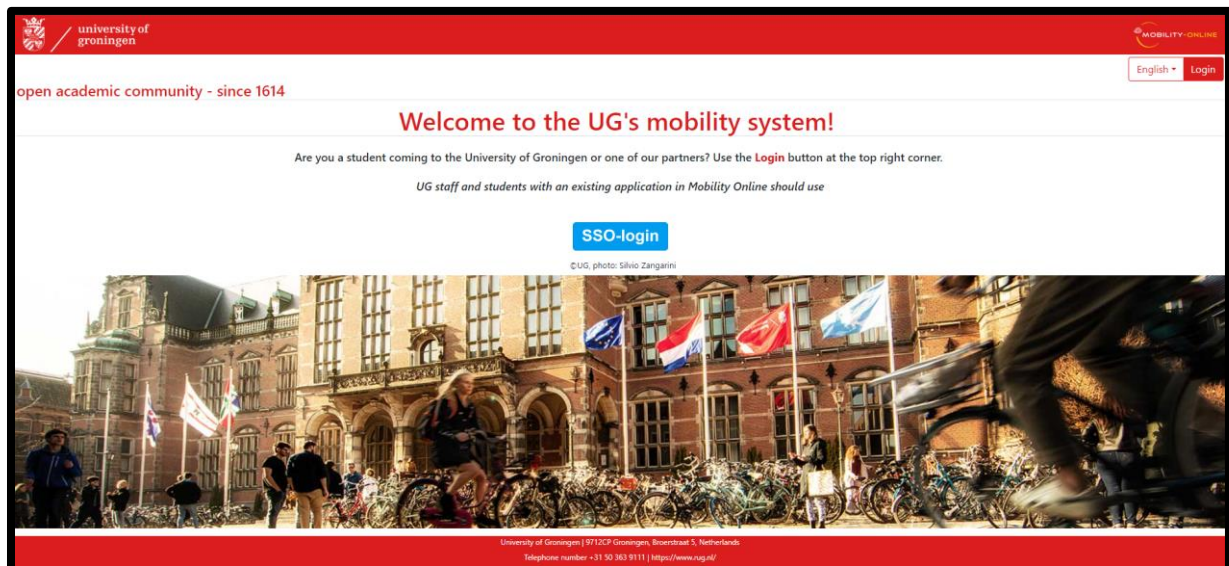 university of
groningen
MOBILITY-ONLINE
English
Login
open academic community - since 1614
Welcome to the UG's mobility system!
Are you a student coming to the University of Groningen or one of our partners? Use the Login button at the top right corner.
UG staff and students with an existing application in Mobility Online should use
SSO-login
©UG, photo: Silvio Zangarini
University of Groningen | 9712CP Groningen, Broerstraat 5, Netherlands
Telephone number +31 50 363 9111 | https://www.rug.nl/